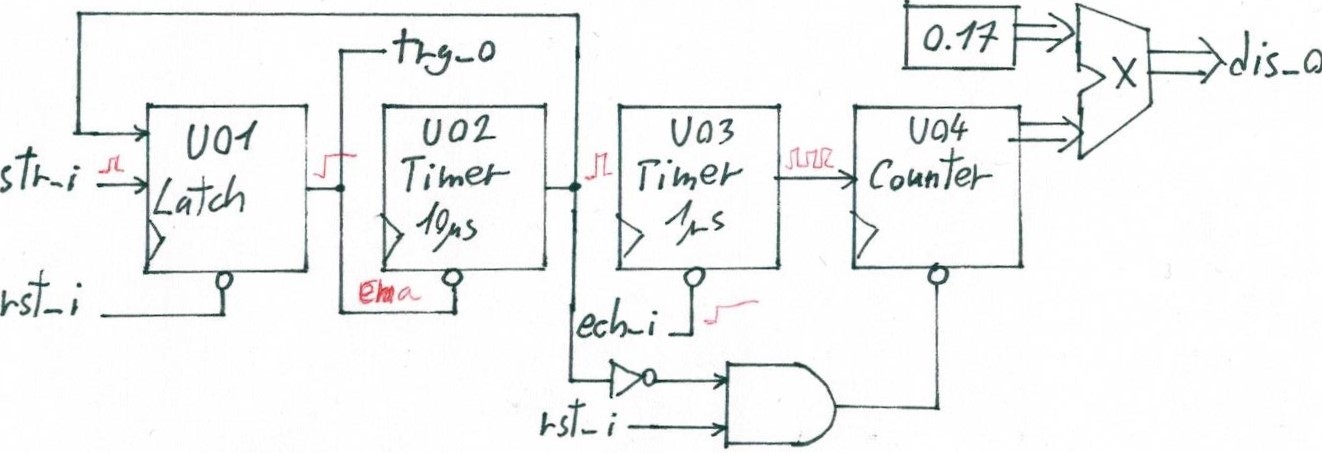 trg_o
0.17
X
dis_o
str_i
U01
Latch
rst_i
U02
Timer
10µs
Ena
U03
Timer
1µs
ech_i
U04
Counter
rst_i